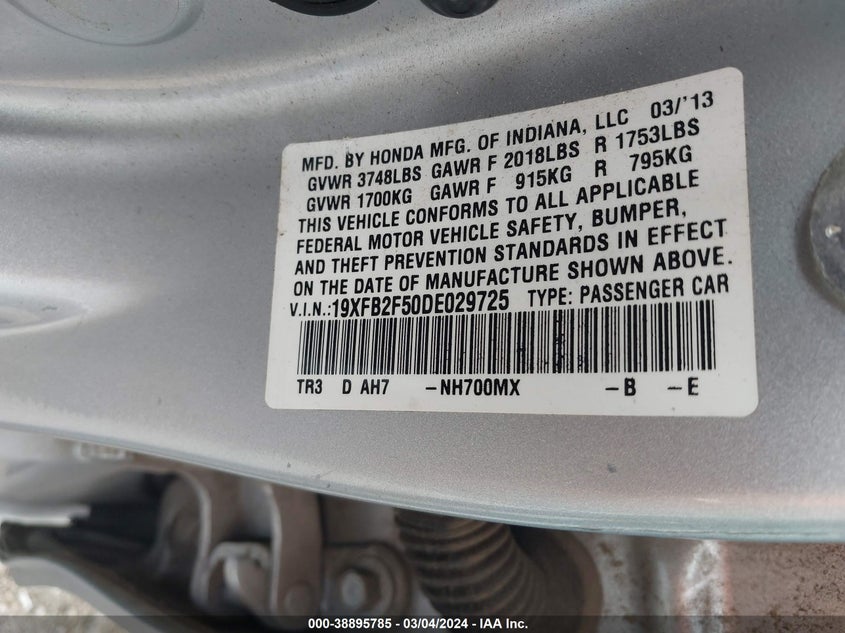 MFD. BY HONDA MFG. OF INDIANA, LLC 03/'13
GVWR 3748LBS GAWR F 2018LBS R 1753LBS
GVWR 1700KG GAWR F 915KG R 795KG
THIS VEHICLE CONFORMS TO ALL APPLICABLE
FEDERAL MOTOR VEHICLE SAFETY, BUMPER,
AND THEFT PREVENTION STANDARDS IN EFFECT
ON THE DATE OF MANUFACTURE SHOWN ABOVE.
V.I.N.:19XFB2F50DE029725 TYPE: PASSENGER CAR
TR3 D AH7 -NH700MX -B -E
000-38895785 - 03/04/2024 - IAA Inc.